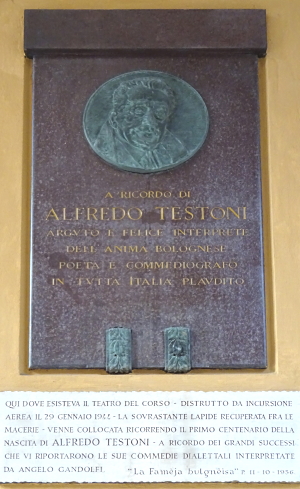 A RICORDO DI
ALFREDO TESTONI
ARGVTO E FELICE INTERPRETE
DELL'ANIMA BOLOGNESE
POETA E COMMEDIOGRAFO
IN TVTTA ITALIA PLAVDITO
QUI DOVE ESISTEVA IL TEATRO DEL CORSO - DISTRUTTO DA INCURSIONE
AEREA IL 29 GENNAIO 1944 - LA SOVRASTANTE LAPIDE RECUPERATA FRA LE
MACERIE - VENNE COLLOCATA RICORRENDO IL PRIMO CENTENARIO DELLA
NASCITA DI ALFREDO TESTONI - A RICORDO DEI GRANDI SUCCESSI
CHE VI RIPORTARONO LE SUE COMMEDIE DIALETTALI INTERPRETATE
DA ANGELO GANDOLFI. "La Famèja bulgnèisa" P. 11-10-1956